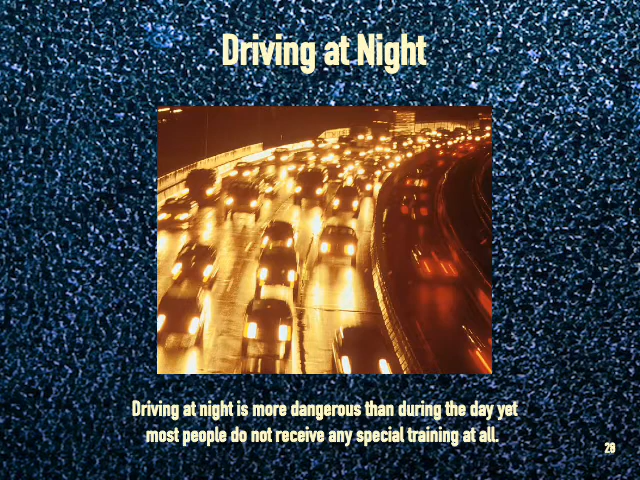 Driving at Night
Driving at night is more dangerous than during the day yet
most people do not receive any special training at all.
28